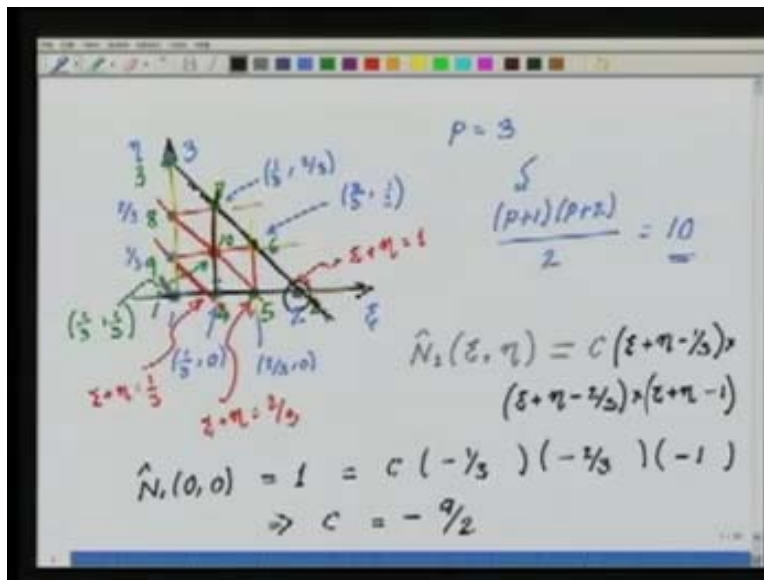 p = 3
(p+1)(p+2) / 2 = 10
η
3
3
(1/3, 2/3)
(2/3, 1/3)
2/3
8
7
1/3
9
10
6
ξ+η = 1
1
4
5
2
ξ
(1/3, 1/3)
(1/3, 0)
(2/3, 0)
ξ+η = 1/3
ξ+η = 2/3
N̂₁(ξ, η) = C(ξ+η-1/3)×
(ξ+η-2/3)×(ξ+η-1)
N̂₁(0,0) = 1 = C(-1/3)(-2/3)(-1)
⇒ C = -9/2